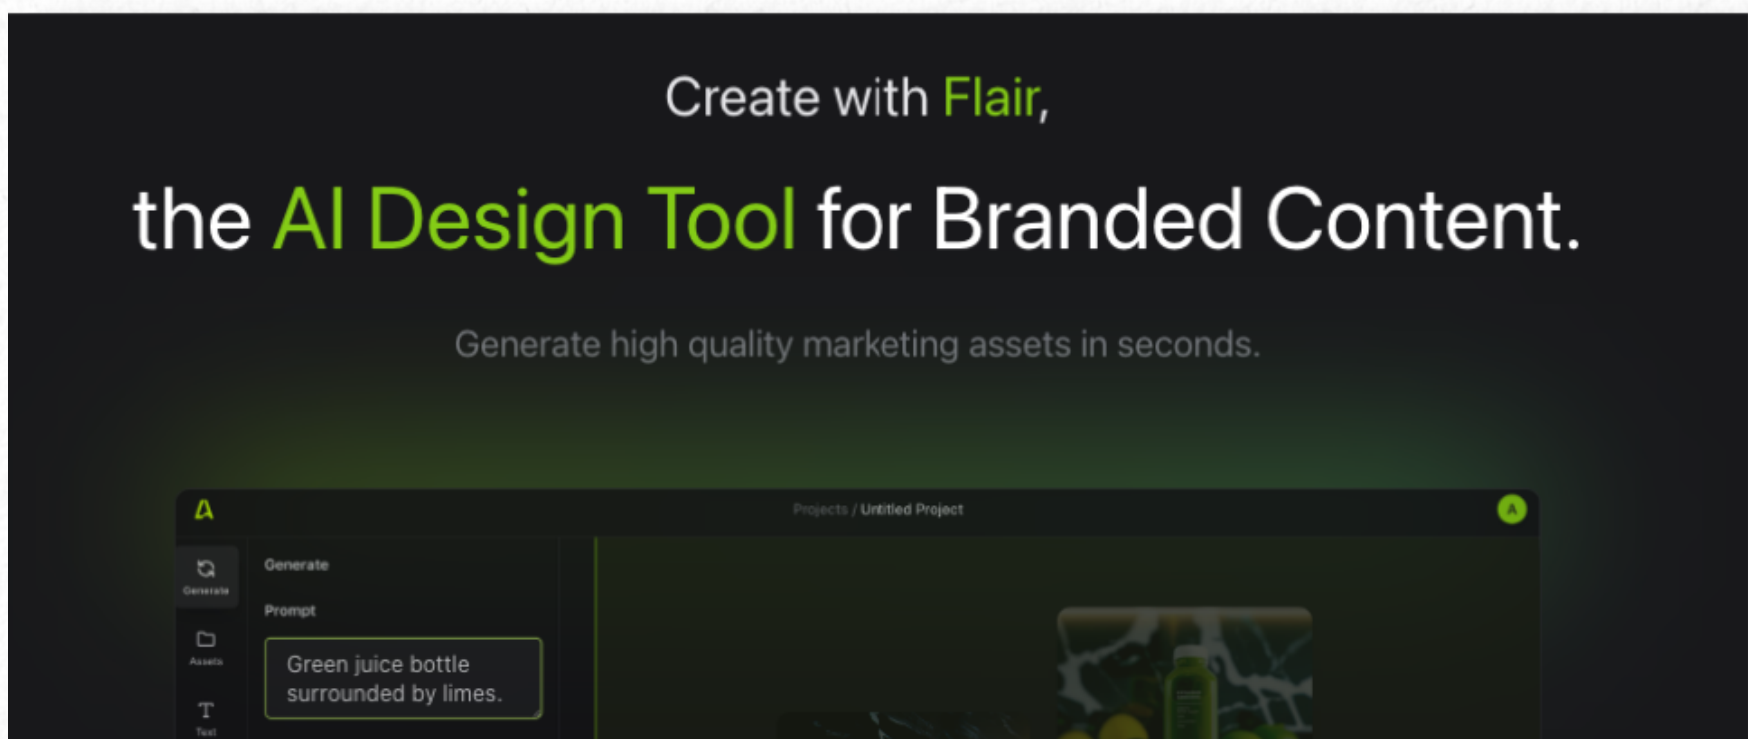 Create with Flair,
the AI Design Tool for Branded Content.
Generate high quality marketing assets in seconds.
Projects / Untitled Project
A
Generate
Generate
Prompt
Assets
Green juice bottle
surrounded by limes.
Text